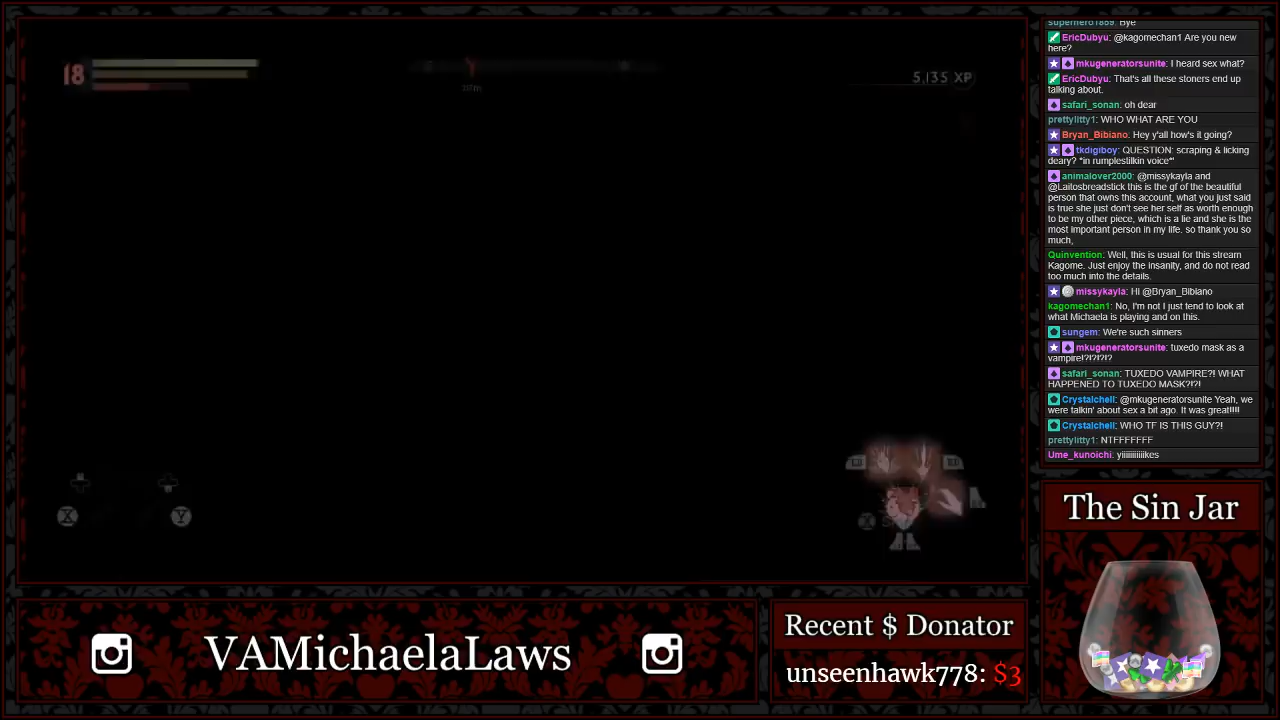 18
5,135 XP
217m
X
Y
LB
RB
X
superhero1889: Bye
EricDubyu: @kagomechan1 Are you new
here?
mkugeneratorsunite: I heard sex what?
EricDubyu: That's all these stoners end up
talking about.
safari_sonan: oh dear
prettylitty1: WHO WHAT ARE YOU
Bryan_Bibiano: Hey y'all how's it going?
tkdigiboy: QUESTION: scraping & licking
deary? *in rumplestilkin voice*'
animalover2000: @missykayla and
@Laitosbreadstick this is the gf of the beautiful
person that owns this account, what you just said
is true she just don't see her self as worth enough
to be my other piece, which is a lie and she is the
most important person in my life. so thank you so
much,
Quinvention: Well, this is usual for this stream
Kagome. Just enjoy the insanity, and do not read
too much into the details.
missykayla: Hi @Bryan_Bibiano
kagomechan1: No, I'm not I just tend to look at
what Michaela is playing and on this.
sungem: We're such sinners
mkugeneratorsunite: tuxedo mask as a
vampire!?!?!?!?
safari_sonan: TUXEDO VAMPIRE?! WHAT
HAPPENED TO TUXEDO MASK?!?!
Crystalchell: @mkugeneratorsunite Yeah, we
were talkin' about sex a bit ago. It was great!!!!
Crystalchell: WHO TF IS THIS GUY?!
prettylitty1: NTFFFFFFF
Ume_kunoichi: yiiiiiiiiiiikes
The Sin Jar
VAMichaelaLaws
Recent $ Donator
unseenhawk778: $3